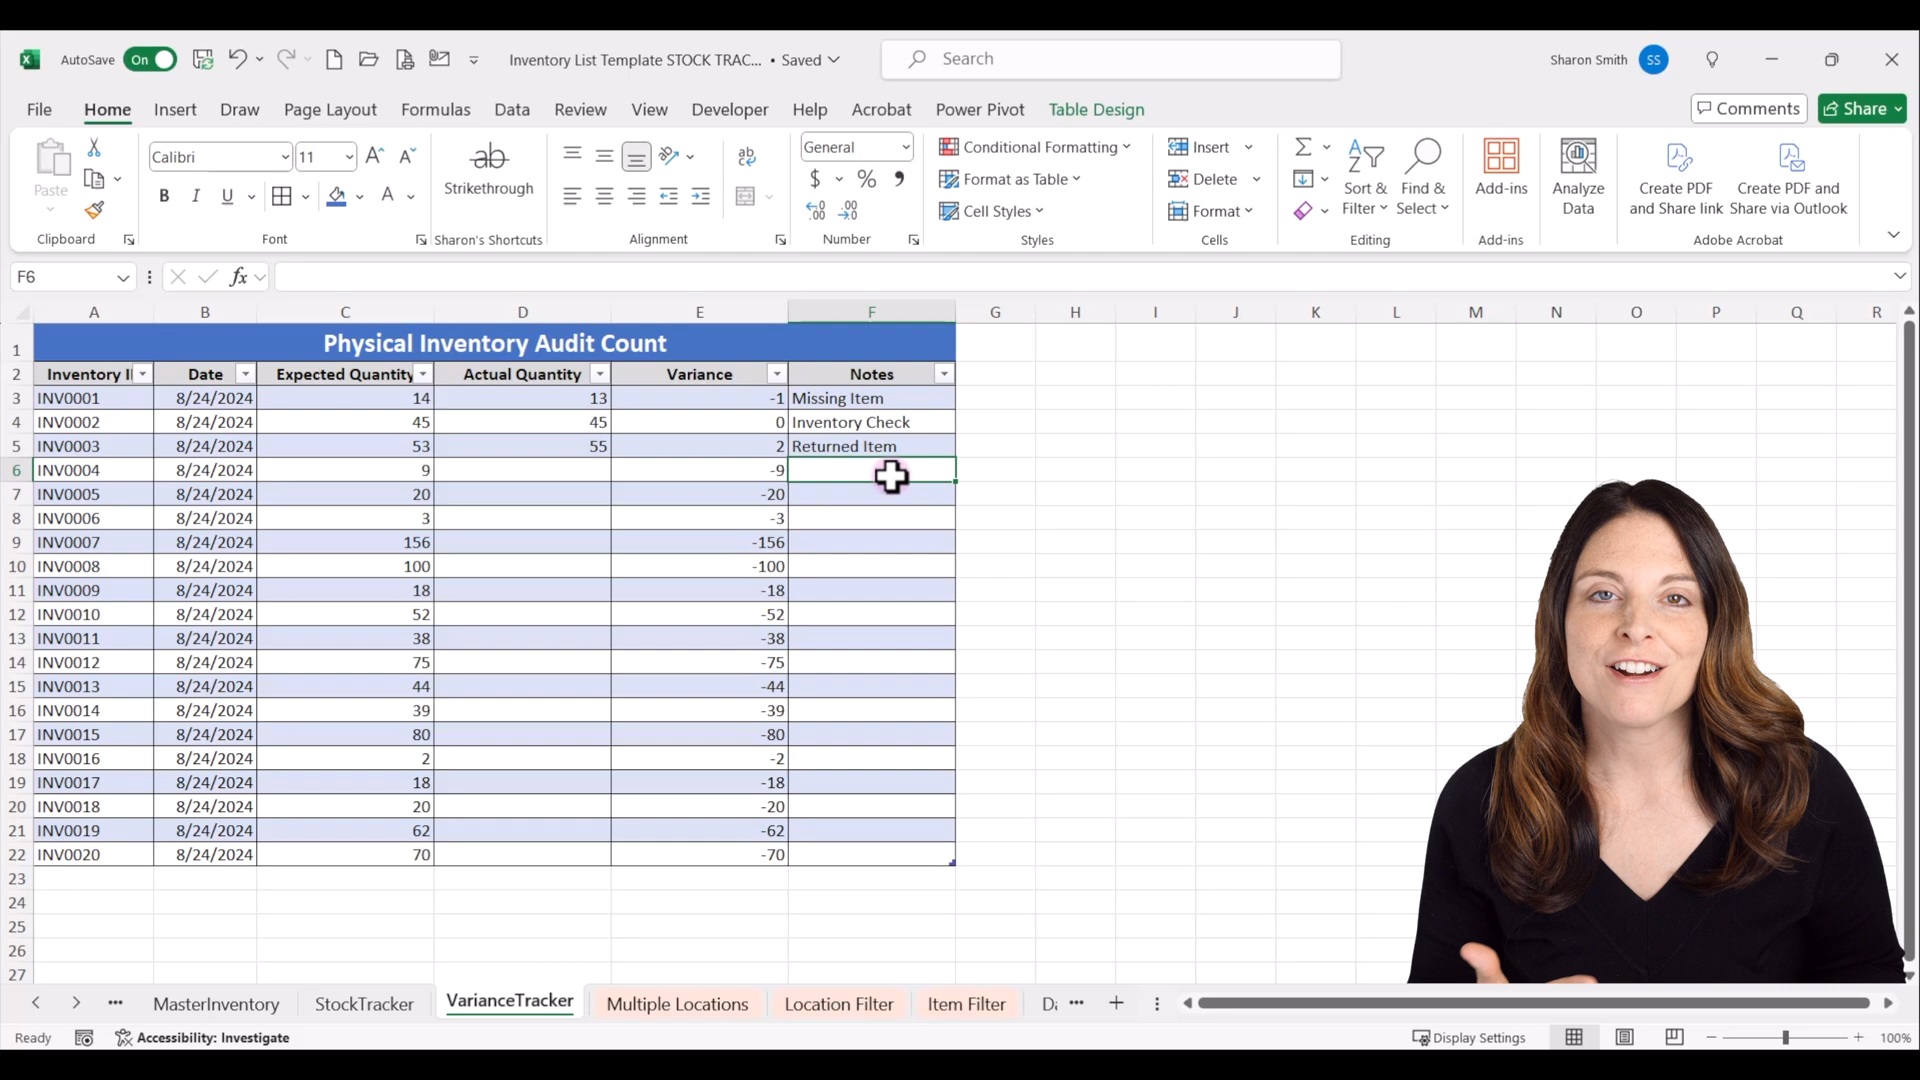 AutoSave On Inventory List Template STOCK TRAC... • Saved Search Sharon Smith SS
File Home Insert Draw Page Layout Formulas Data Review View Developer Help Acrobat Power Pivot Table Design Comments Share
Paste
Clipboard
Calibri 11
B I U A
Font
ab
Strikethrough
Sharon's Shortcuts
Alignment
General
$ %
Number
Conditional Formatting
Format as Table
Cell Styles
Styles
Insert
Delete
Format
Cells
Sort &
Filter
Find &
Select
Editing
Add-ins
Add-ins
Analyze
Data
Create PDF
and Share link
Create PDF and
Share via Outlook
Adobe Acrobat
F6 fx
A B C D E F G H I J K L M N O P Q R
1 Physical Inventory Audit Count
2 Inventory I Date Expected Quantity Actual Quantity Variance Notes
3 INV0001 8/24/2024 14 13 -1 Missing Item
4 INV0002 8/24/2024 45 45 0 Inventory Check
5 INV0003 8/24/2024 53 55 2 Returned Item
6 INV0004 8/24/2024 9 -9
7 INV0005 8/24/2024 20 -20
8 INV0006 8/24/2024 3 -3
9 INV0007 8/24/2024 156 -156
10 INV0008 8/24/2024 100 -100
11 INV0009 8/24/2024 18 -18
12 INV0010 8/24/2024 52 -52
13 INV0011 8/24/2024 38 -38
14 INV0012 8/24/2024 75 -75
15 INV0013 8/24/2024 44 -44
16 INV0014 8/24/2024 39 -39
17 INV0015 8/24/2024 80 -80
18 INV0016 8/24/2024 2 -2
19 INV0017 8/24/2024 18 -18
20 INV0018 8/24/2024 20 -20
21 INV0019 8/24/2024 62 -62
22 INV0020 8/24/2024 70 -70
23
24
25
26
27
MasterInventory StockTracker VarianceTracker Multiple Locations Location Filter Item Filter
Ready Accessibility: Investigate Display Settings 100%